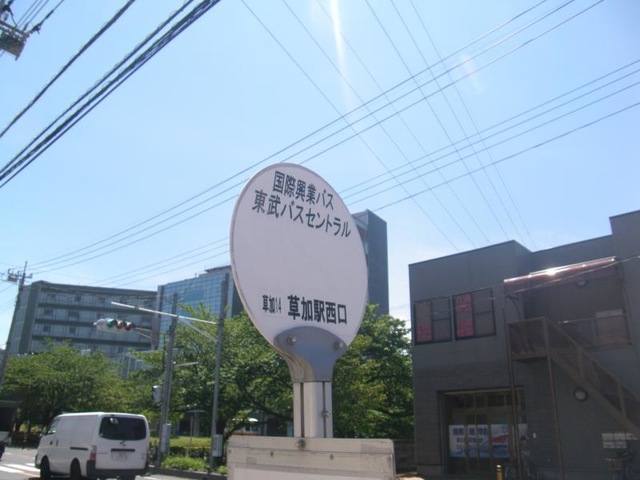 国際興業バス
東武バスセントラル
草加14 草加駅西口